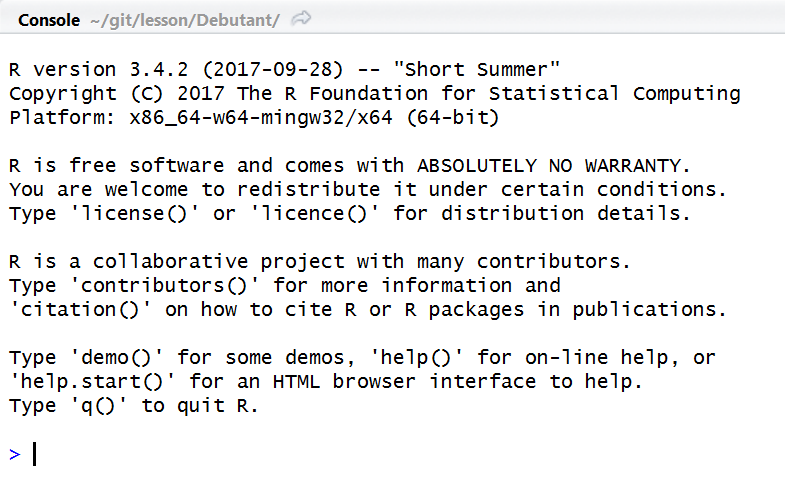 Console ~/git/lesson/Debutant/
R version 3.4.2 (2017-09-28) -- "Short Summer"
Copyright (C) 2017 The R Foundation for Statistical Computing
Platform: x86_64-w64-mingw32/x64 (64-bit)
R is free software and comes with ABSOLUTELY NO WARRANTY.
You are welcome to redistribute it under certain conditions.
Type 'license()' or 'licence()' for distribution details.
R is a collaborative project with many contributors.
Type 'contributors()' for more information and
'citation()' on how to cite R or R packages in publications.
Type 'demo()' for some demos, 'help()' for on-line help, or
'help.start()' for an HTML browser interface to help.
Type 'q()' to quit R.
>